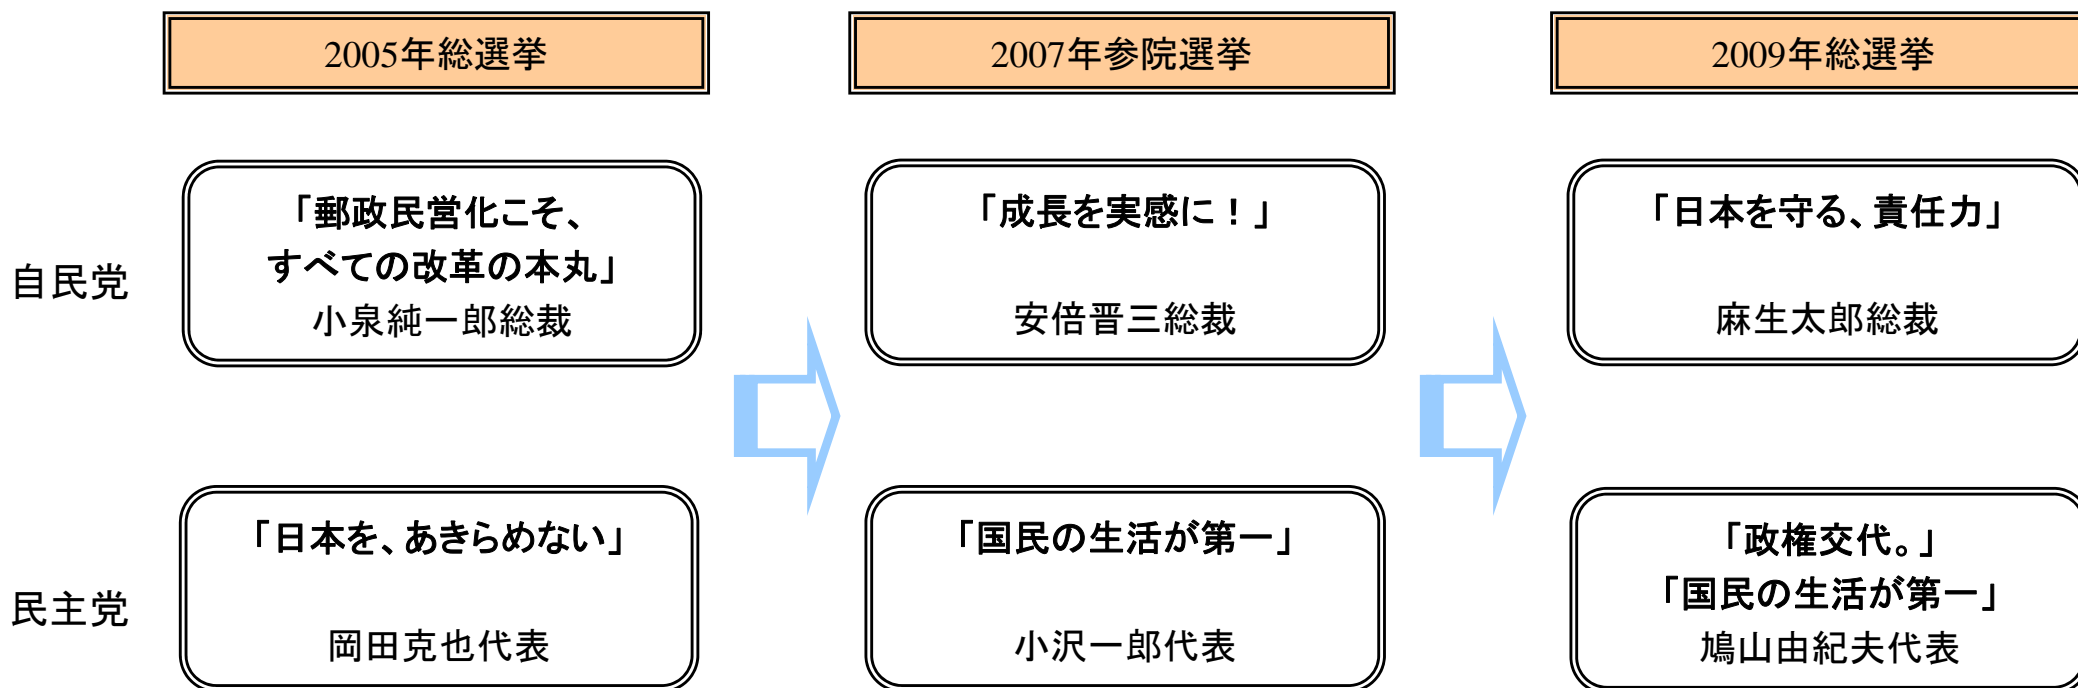 2005年総選挙
2007年参院選挙
2009年総選挙
自民党
「郵政民営化こそ、
すべての改革の本丸」
小泉純一郎総裁
「成長を実感に！」
安倍晋三総裁
「日本を守る、責任力」
麻生太郎総裁
民主党
「日本を、あきらめない」
岡田克也代表
「国民の生活が第一」
小沢一郎代表
「政権交代。」
「国民の生活が第一」
鳩山由紀夫代表